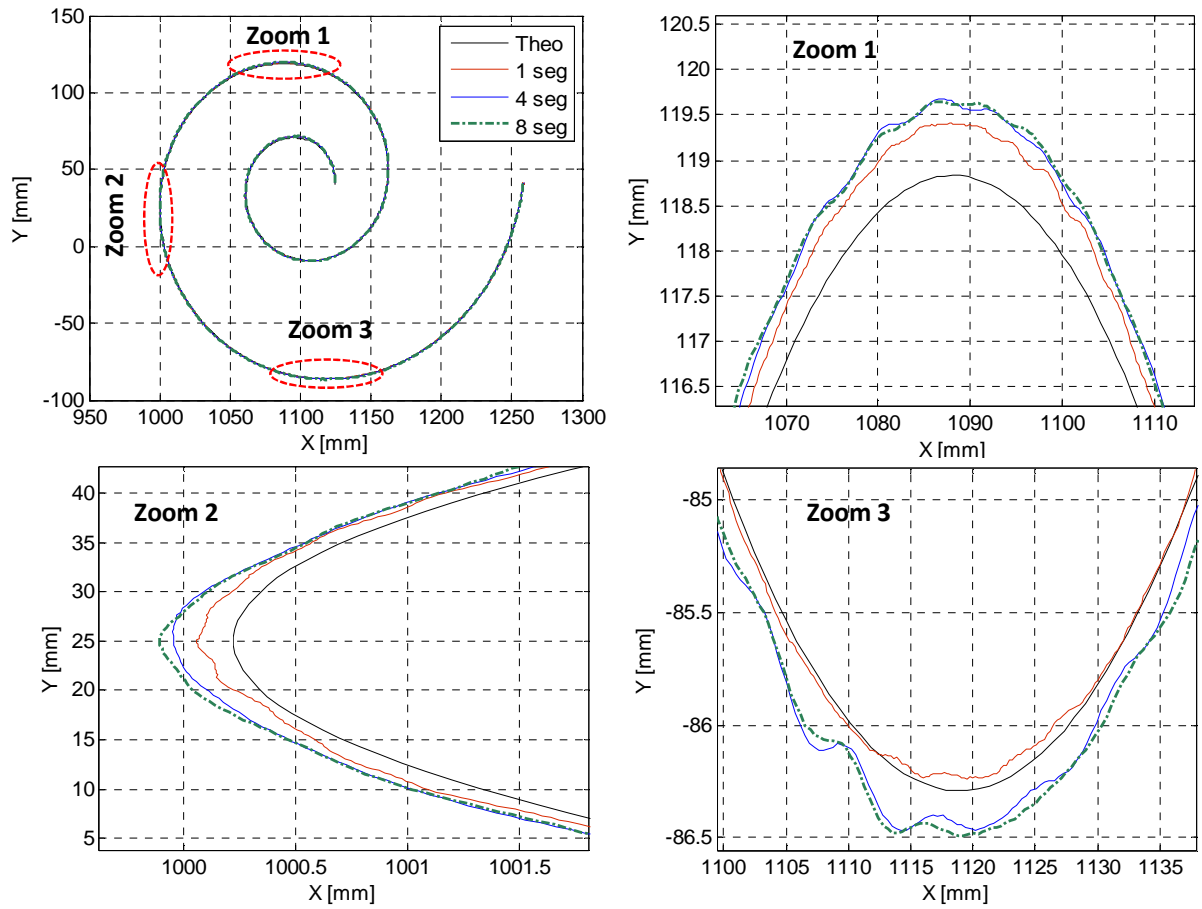 150
100
50
0
-50
-100
Y [mm]
950 1000 1050 1100 1150 1200 1250 1300
X [mm]
Zoom 1
Zoom 2
Zoom 3
Theo
1 seg
4 seg
8 seg
Zoom 1
120.5
120
119.5
119
118.5
118
117.5
117
116.5
Y [mm]
1070 1080 1090 1100 1110
X [mm]
Zoom 2
40
35
30
25
20
15
10
5
Y [mm]
1000 1000.5 1001 1001.5
X [mm]
Zoom 3
-85
-85.5
-86
-86.5
Y [mm]
1100 1105 1110 1115 1120 1125 1130 1135
X [mm]